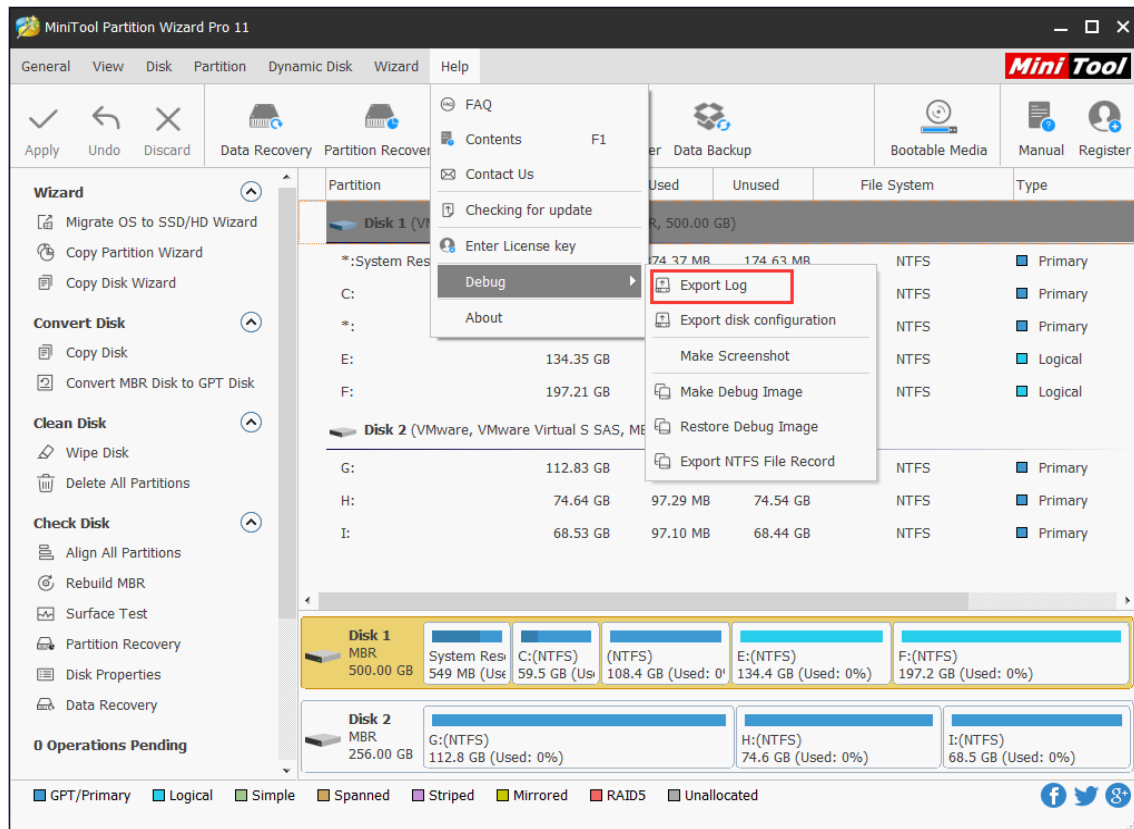 MiniTool Partition Wizard Pro 11
General View Disk Partition Dynamic Disk Wizard Help
Mini Tool
Apply Undo Discard Data Recovery Partition Recover er Data Backup Bootable Media Manual Register
FAQ
Contents F1
Contact Us
Checking for update
Enter License key
Debug
About
Export Log
Export disk configuration
Make Screenshot
Make Debug Image
Restore Debug Image
Export NTFS File Record
Wizard
Migrate OS to SSD/HD Wizard
Copy Partition Wizard
Copy Disk Wizard
Convert Disk
Copy Disk
Convert MBR Disk to GPT Disk
Clean Disk
Wipe Disk
Delete All Partitions
Check Disk
Align All Partitions
Rebuild MBR
Surface Test
Partition Recovery
Disk Properties
Data Recovery
0 Operations Pending
Partition Used Unused File System Type
Disk 1 (VM R, 500.00 GB)
*:System Res 174.37 MB 174.63 MB NTFS Primary
C: NTFS Primary
*: NTFS Primary
E: 134.35 GB NTFS Logical
F: 197.21 GB NTFS Logical
Disk 2 (VMware, VMware Virtual S SAS, MB
G: 112.83 GB NTFS Primary
H: 74.64 GB 97.29 MB 74.54 GB NTFS Primary
I: 68.53 GB 97.10 MB 68.44 GB NTFS Primary
Disk 1
MBR
500.00 GB
System Res
549 MB (Use
C:(NTFS)
59.5 GB (Us
(NTFS)
108.4 GB (Used: 0
E:(NTFS)
134.4 GB (Used: 0%)
F:(NTFS)
197.2 GB (Used: 0%)
Disk 2
MBR
256.00 GB
G:(NTFS)
112.8 GB (Used: 0%)
H:(NTFS)
74.6 GB (Used: 0%)
I:(NTFS)
68.5 GB (Used: 0%)
GPT/Primary Logical Simple Spanned Striped Mirrored RAID5 Unallocated